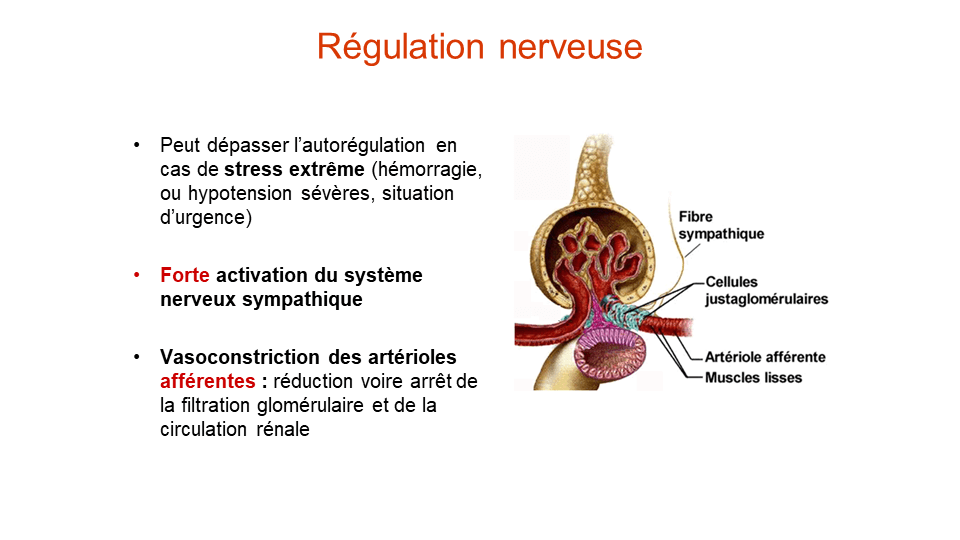 Régulation nerveuse
• Peut dépasser l’autorégulation en
cas de stress extrême (hémorragie,
ou hypotension sévères, situation
d’urgence)
• Forte activation du système
nerveux sympathique
• Vasoconstriction des artérioles
afférentes : réduction voire arrêt de
la filtration glomérulaire et de la
circulation rénale
Fibre
sympathique
Cellules
justaglomérulaires
Artériole afférente
Muscles lisses